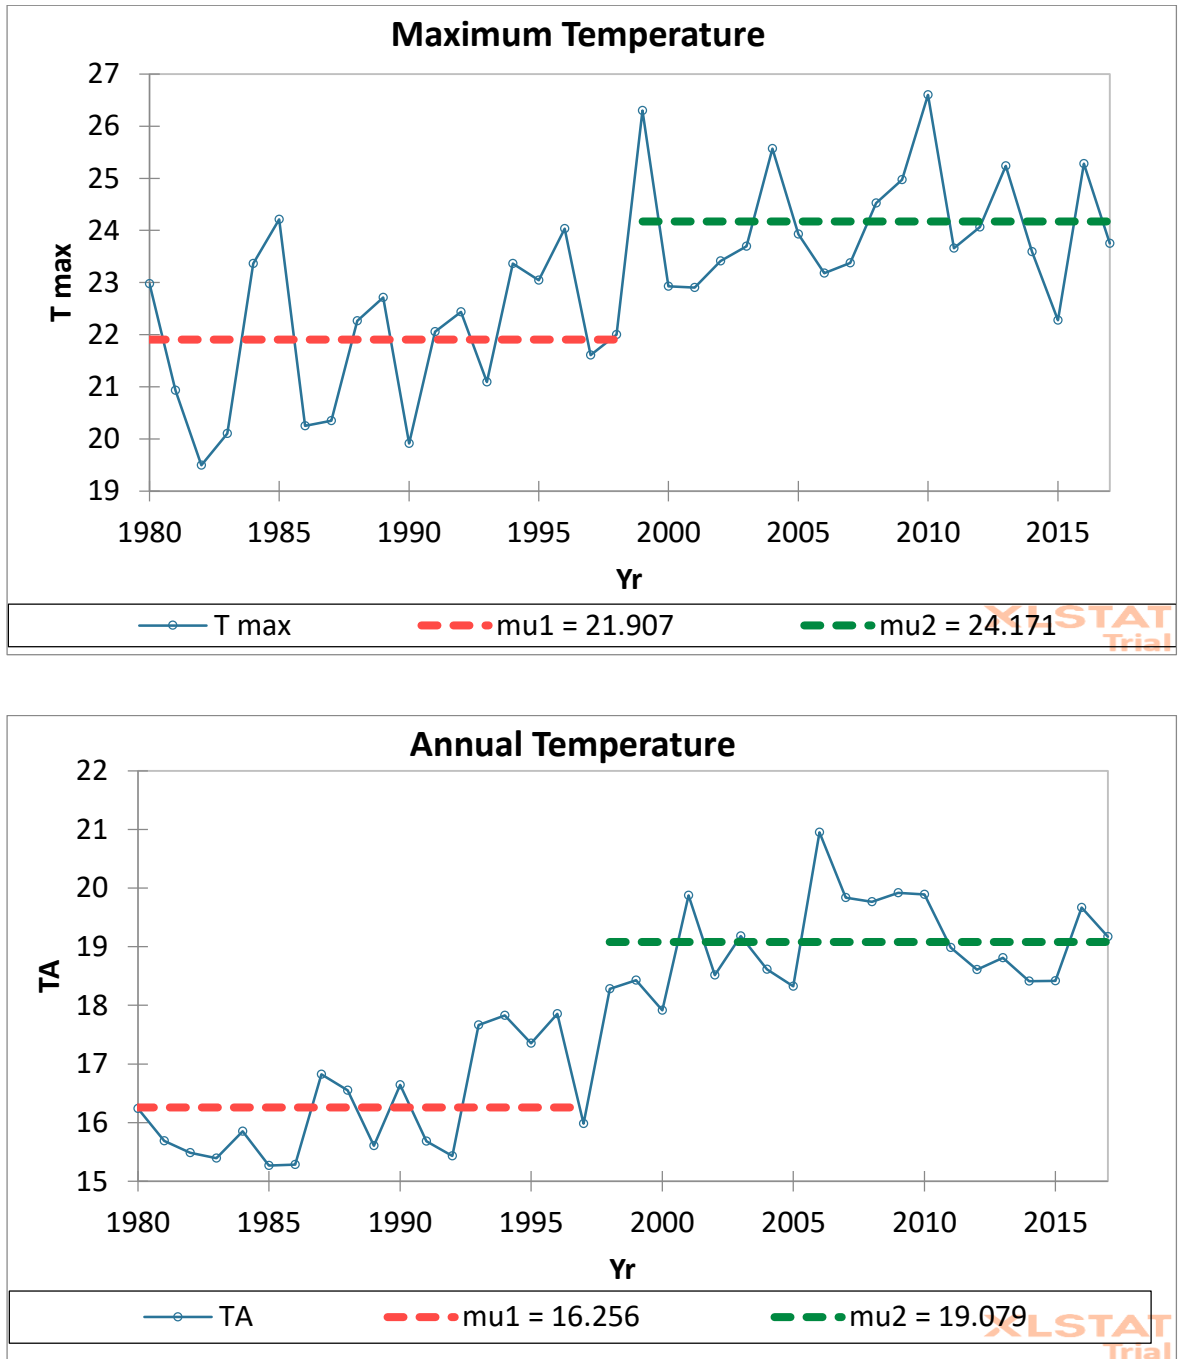 Maximum Temperature
27
26
25
24
23
22
21
20
19
T max
1980 1985 1990 1995 2000 2005 2010 2015
Yr
T max mu1 = 21.907 mu2 = 24.171
XLSTAT
Trial
Annual Temperature
22
21
20
19
18
17
16
15
TA
1980 1985 1990 1995 2000 2005 2010 2015
Yr
TA mu1 = 16.256 mu2 = 19.079
XLSTAT
Trial